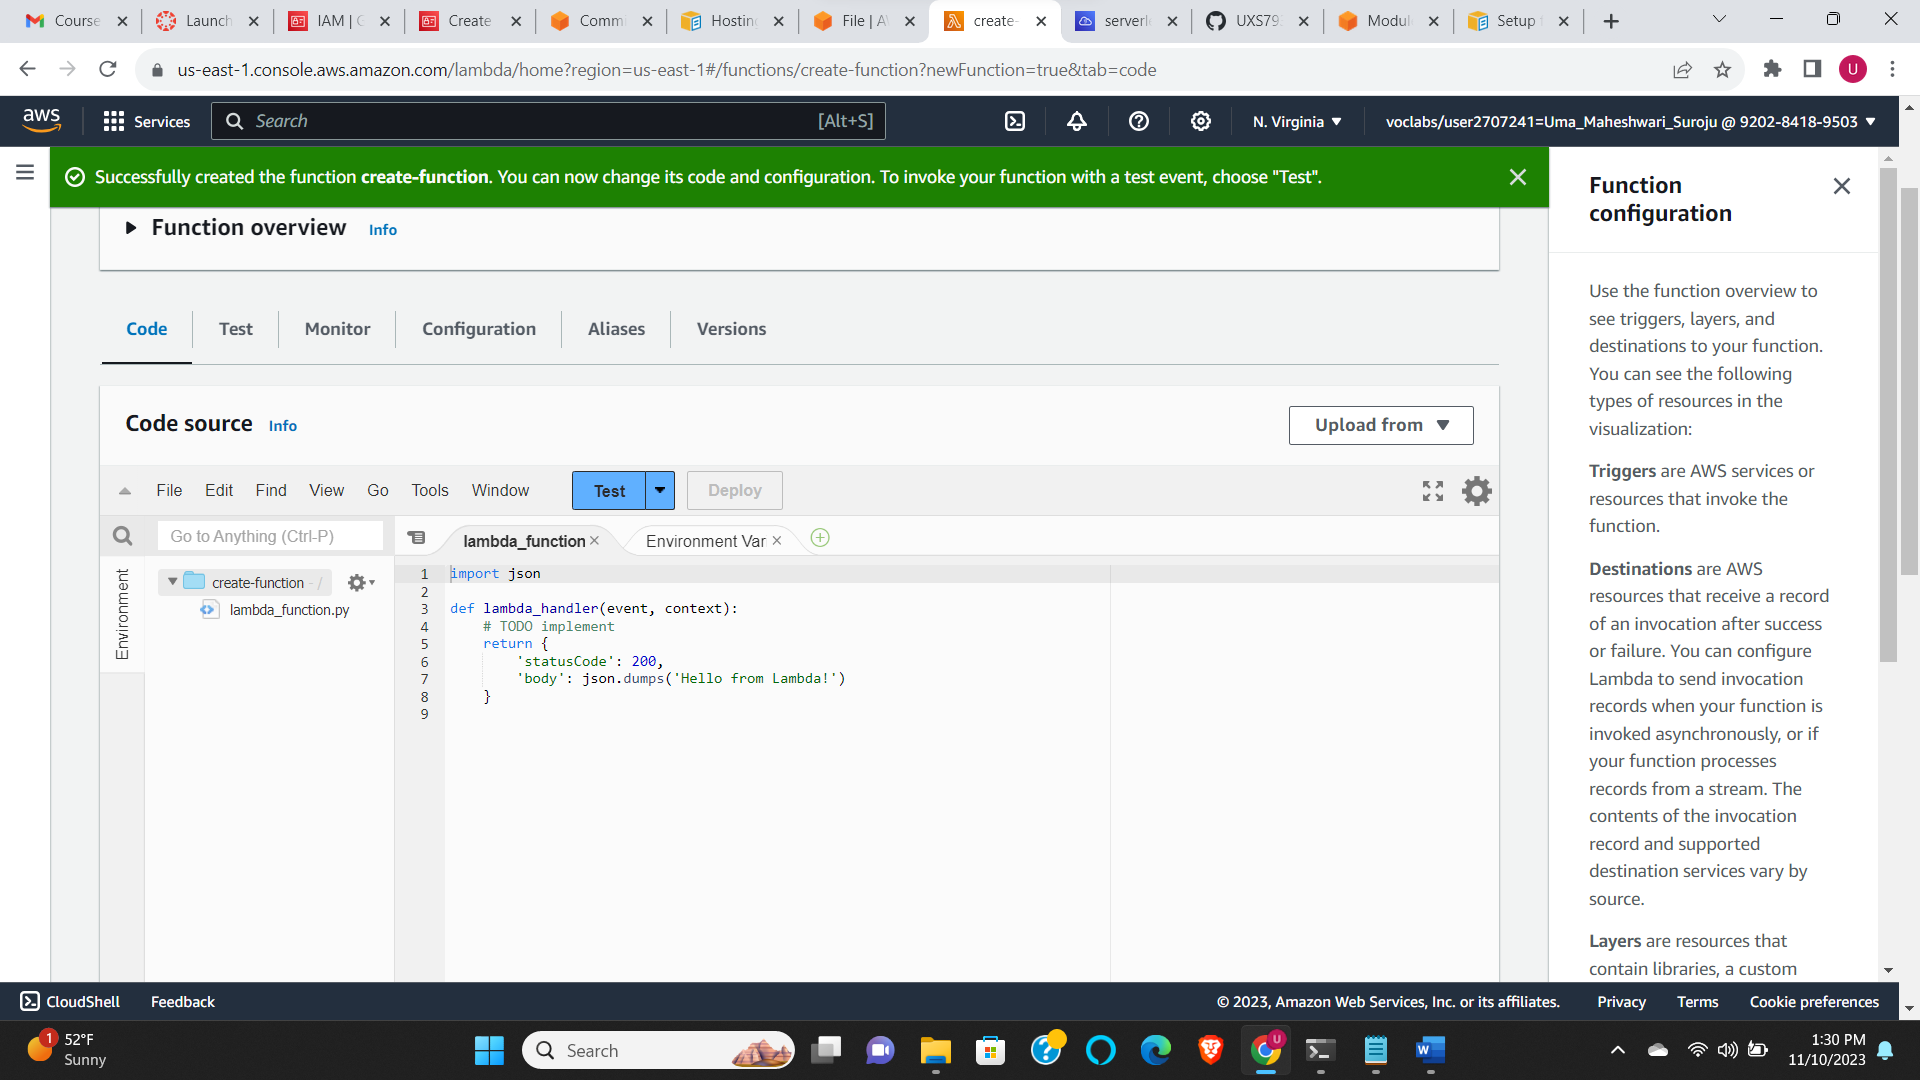 Course
Launch
IAM | G
Create
Commi
Hosting
File | A
create-
serverle
UXS79
Modul
Setup
us-east-1.console.aws.amazon.com/lambda/home?region=us-east-1#/functions/create-function?newFunction=true&tab=code
U
aws
Services
Search
[Alt+S]
N. Virginia
voclabs/user2707241=Uma_Maheshwari_Suroju @ 9202-8418-9503
Successfully created the function create-function. You can now change its code and configuration. To invoke your function with a test event, choose "Test".
Function overview Info
Code
Test
Monitor
Configuration
Aliases
Versions
Code source Info
Upload from
File Edit Find View Go Tools Window
Test
Deploy
Go to Anything (Ctrl-P)
Environment
create-function - /
lambda_function.py
lambda_function
Environment Var
1 import json
2
3 def lambda_handler(event, context):
4 # TODO implement
5 return {
6 'statusCode': 200,
7 'body': json.dumps('Hello from Lambda!')
8 }
9
Function
configuration
Use the function overview to
see triggers, layers, and
destinations to your function.
You can see the following
types of resources in the
visualization:
Triggers are AWS services or
resources that invoke the
function.
Destinations are AWS
resources that receive a record
of an invocation after success
or failure. You can configure
Lambda to send invocation
records when your function is
invoked asynchronously, or if
your function processes
records from a stream. The
contents of the invocation
record and supported
destination services vary by
source.
Layers are resources that
contain libraries, a custom
CloudShell
Feedback
© 2023, Amazon Web Services, Inc. or its affiliates.
Privacy
Terms
Cookie preferences
1
52°F
Sunny
Search
U
1:30 PM
11/10/2023